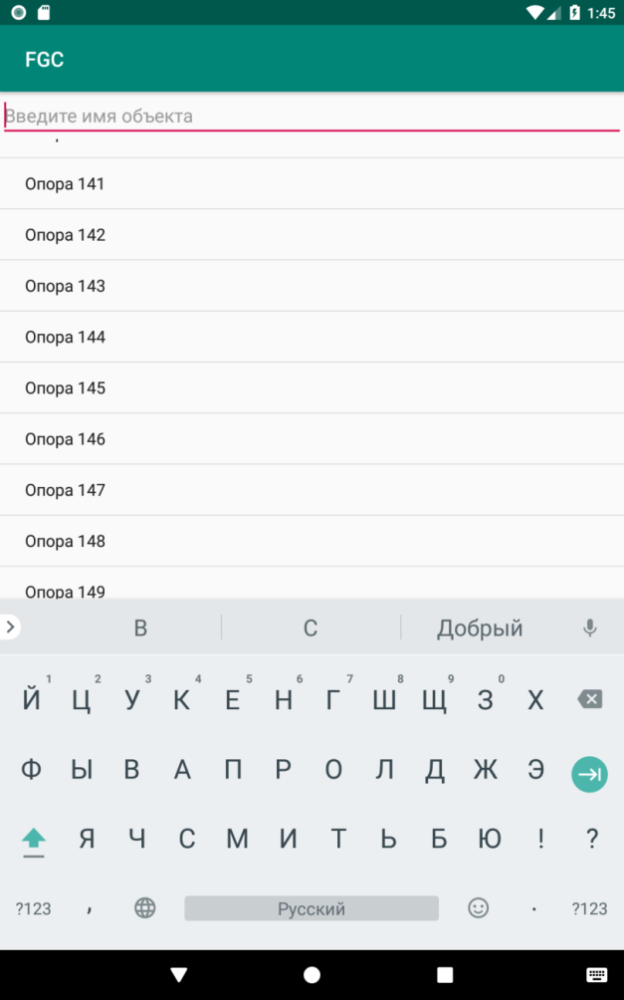 1:45
FGC
Введите имя объекта
Опора 141
Опора 142
Опора 143
Опора 144
Опора 145
Опора 146
Опора 147
Опора 148
Опора 149
В С Добрый
1 2 3 4 5 6 7 8 9 0
Й Ц У К Е Н Г Ш Щ З Х
Ф Ы В А П Р О Л Д Ж Э
Я Ч С М И Т Ь Б Ю ! ?
?123 , Русский . ?123